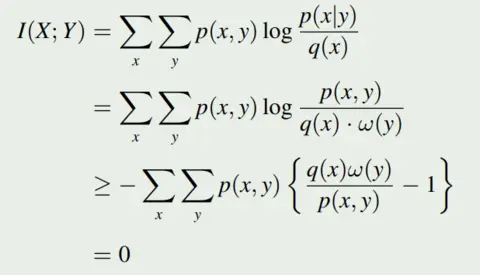 I(X;Y) = ∑_x ∑_y p(x,y) log p(x|y)/q(x)
= ∑_x ∑_y p(x,y) log p(x,y)/(q(x) · ω(y))
≥ −∑_x ∑_y p(x,y) { q(x)ω(y)/p(x,y) − 1 }
= 0